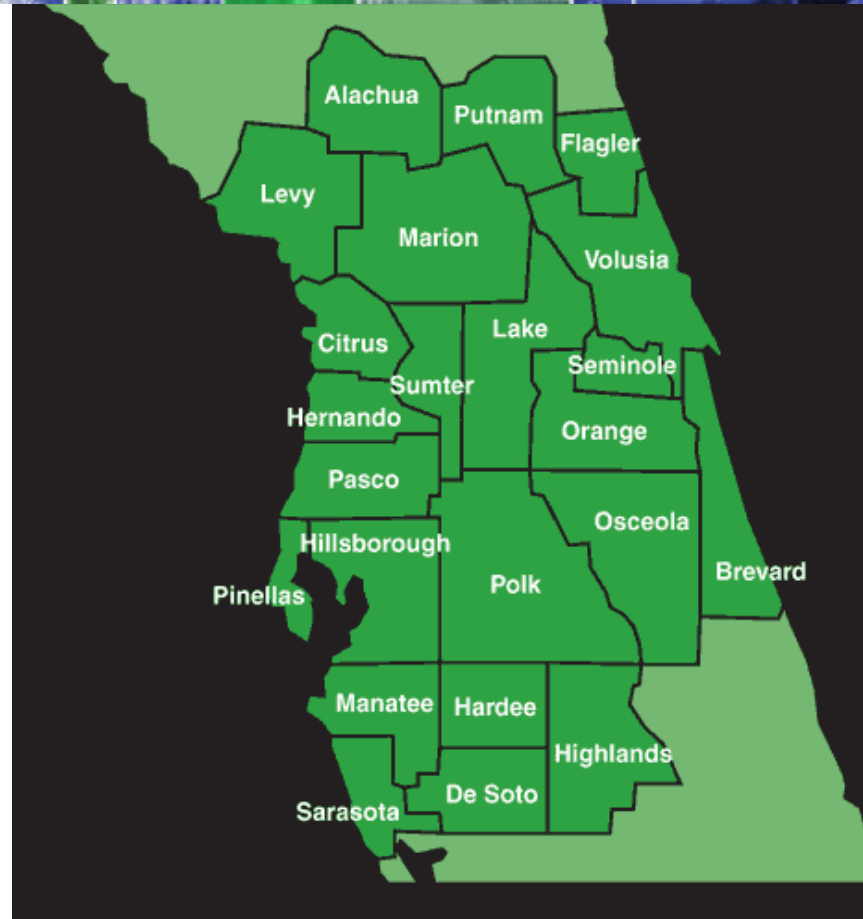 Alachua
Putnam
Flagler
Levy
Marion
Volusia
Lake
Citrus
Seminole
Sumter
Hernando
Orange
Pasco
Osceola
Hillsborough
Brevard
Polk
Pinellas
Manatee
Hardee
Highlands
De Soto
Sarasota